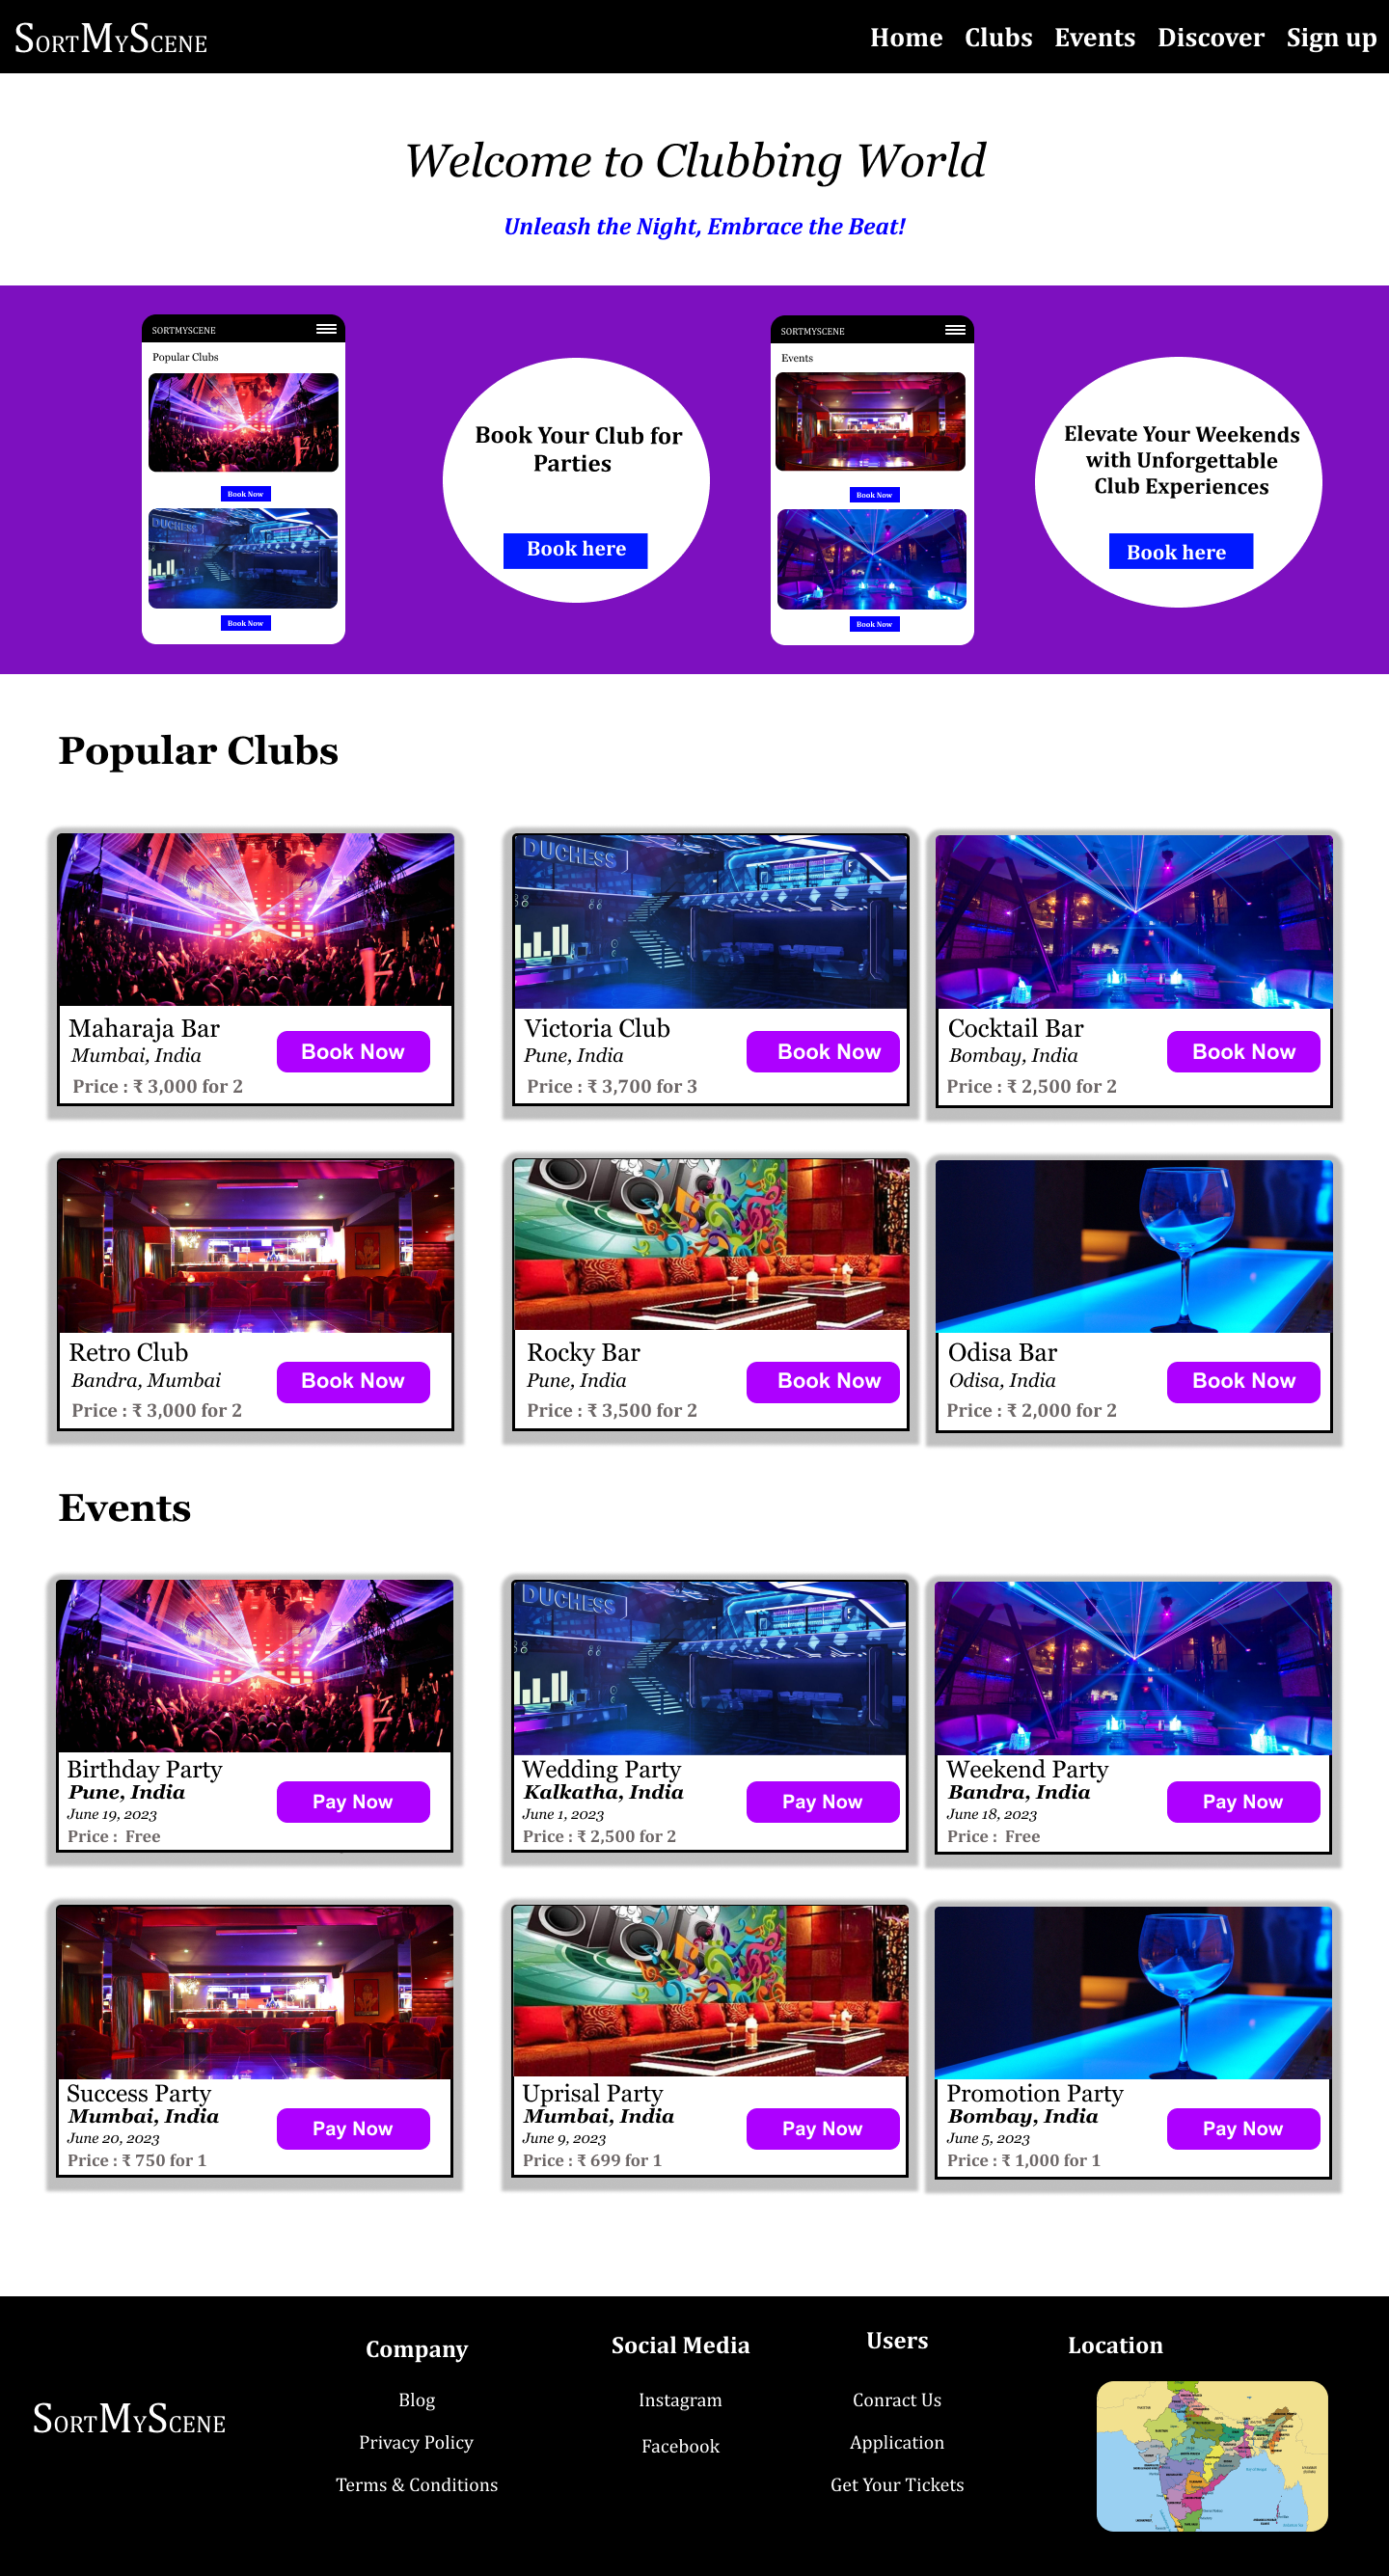 SortMyScene
Home Clubs Events Discover Sign up
Welcome to Clubbing World
Unleash the Night, Embrace the Beat!
SORTMYSCENE
Popular Clubs
Book Now
DUCHESS
Book Now
Book Your Club for
Parties
Book here
SORTMYSCENE
Events
Book Now
Book Now
Elevate Your Weekends
with Unforgettable
Club Experiences
Book here
Popular Clubs
Maharaja Bar
Mumbai, India
Price : ₹ 3,000 for 2
Book Now
DUCHESS
Victoria Club
Pune, India
Price : ₹ 3,700 for 3
Book Now
Cocktail Bar
Bombay, India
Price : ₹ 2,500 for 2
Book Now
Retro Club
Bandra, Mumbai
Price : ₹ 3,000 for 2
Book Now
Rocky Bar
Pune, India
Price : ₹ 3,500 for 2
Book Now
Odisa Bar
Odisa, India
Price : ₹ 2,000 for 2
Book Now
Events
Birthday Party
Pune, India
June 19, 2023
Price : Free
Pay Now
DUCHESS
Wedding Party
Kalkatha, India
June 1, 2023
Price : ₹ 2,500 for 2
Pay Now
Weekend Party
Bandra, India
June 18, 2023
Price : Free
Pay Now
Success Party
Mumbai, India
June 20, 2023
Price : ₹ 750 for 1
Pay Now
Uprisal Party
Mumbai, India
June 9, 2023
Price : ₹ 699 for 1
Pay Now
Promotion Party
Bombay, India
June 5, 2023
Price : ₹ 1,000 for 1
Pay Now
SortMyScene
Company
Blog
Privacy Policy
Terms & Conditions
Social Media
Instagram
Facebook
Users
Conract Us
Application
Get Your Tickets
Location